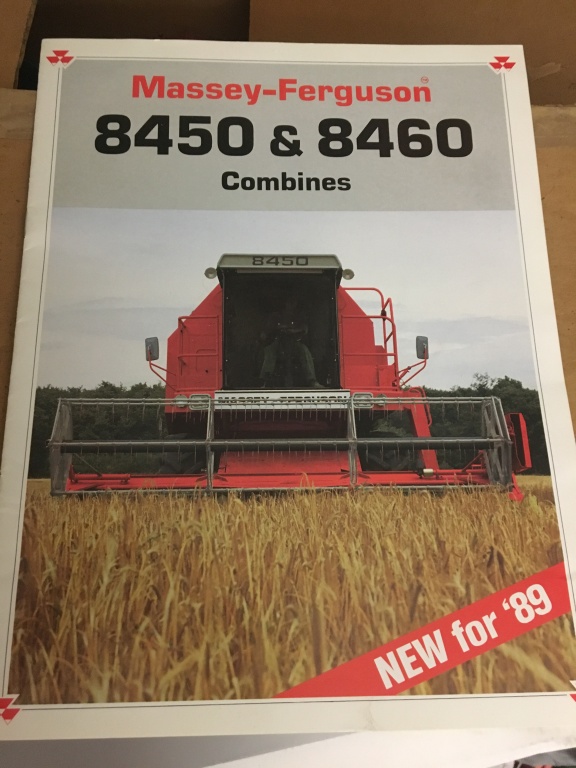 Massey-Ferguson
8450 & 8460
Combines
8450
MASSEY-FERGUSON
NEW for '89